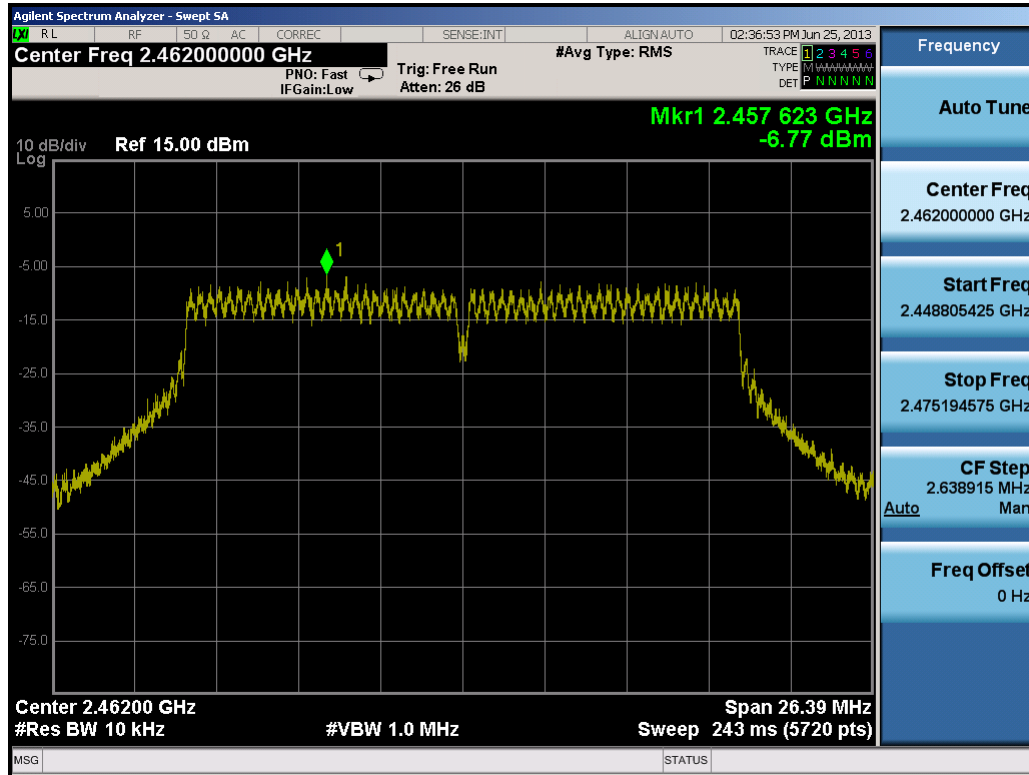 Agilent Spectrum Analyzer - Swept SA
LXI RL RF 50 Ω AC CORREC SENSE:INT ALIGN AUTO 02:36:53 PM Jun 25, 2013
Center Freq 2.462000000 GHz
PNO: Fast
IFGain:Low
Trig: Free Run
Atten: 26 dB
#Avg Type: RMS
TRACE 1 2 3 4 5 6
TYPE M W W W W W
DET P N N N N N
Mkr1 2.457 623 GHz
-6.77 dBm
10 dB/div Ref 15.00 dBm
Log
1
5.00
-5.00
-15.0
-25.0
-35.0
-45.0
-55.0
-65.0
-75.0
Center 2.46200 GHz Span 26.39 MHz
#Res BW 10 kHz #VBW 1.0 MHz Sweep 243 ms (5720 pts)
MSG STATUS
Frequency
Auto Tune
Center Freq
2.462000000 GHz
Start Freq
2.448805425 GHz
Stop Freq
2.475194575 GHz
CF Step
2.638915 MHz
Auto Man
Freq Offset
0 Hz